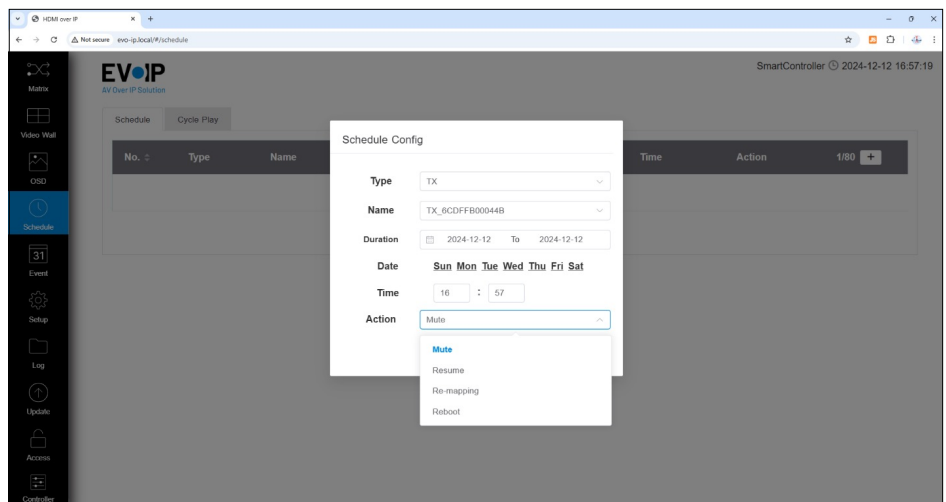 HDMI over IP
Not secure evo-ip.local/#/schedule
EVOIP
AV Over IP Solution
SmartController 2024-12-12 16:57:19
Matrix
Video Wall
OSD
Schedule
31
Event
Setup
Log
Update
Access
Controller
Schedule Cycle Play
No. Type Name Time Action 1/80 +
Schedule Config
Type TX
Name TX_6CDFFB00044B
Duration 2024-12-12 To 2024-12-12
Date Sun Mon Tue Wed Thu Fri Sat
Time 16 : 57
Action Mute
Mute
Resume
Re-mapping
Reboot